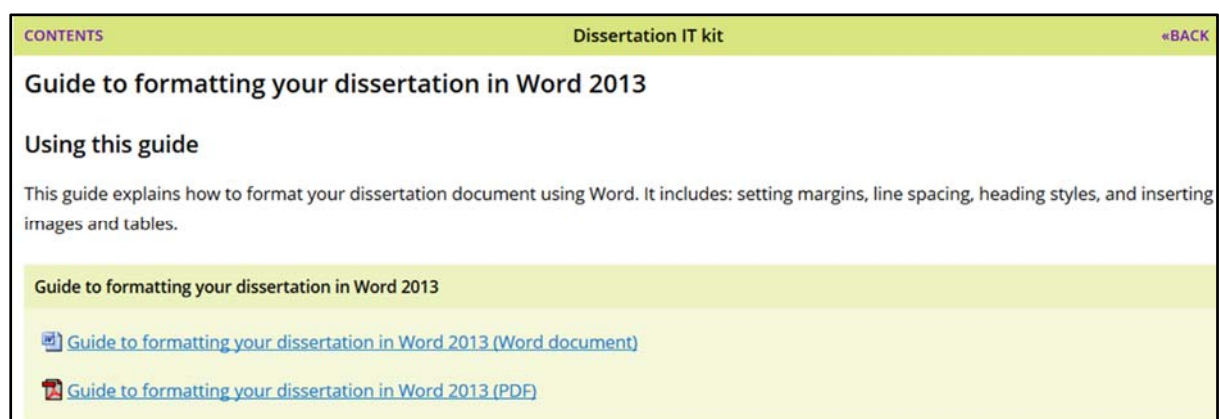 CONTENTS Dissertation IT kit «BACK
Guide to formatting your dissertation in Word 2013
Using this guide
This guide explains how to format your dissertation document using Word. It includes: setting margins, line spacing, heading styles, and inserting
images and tables.
Guide to formatting your dissertation in Word 2013
Guide to formatting your dissertation in Word 2013 (Word document)
Guide to formatting your dissertation in Word 2013 (PDF)